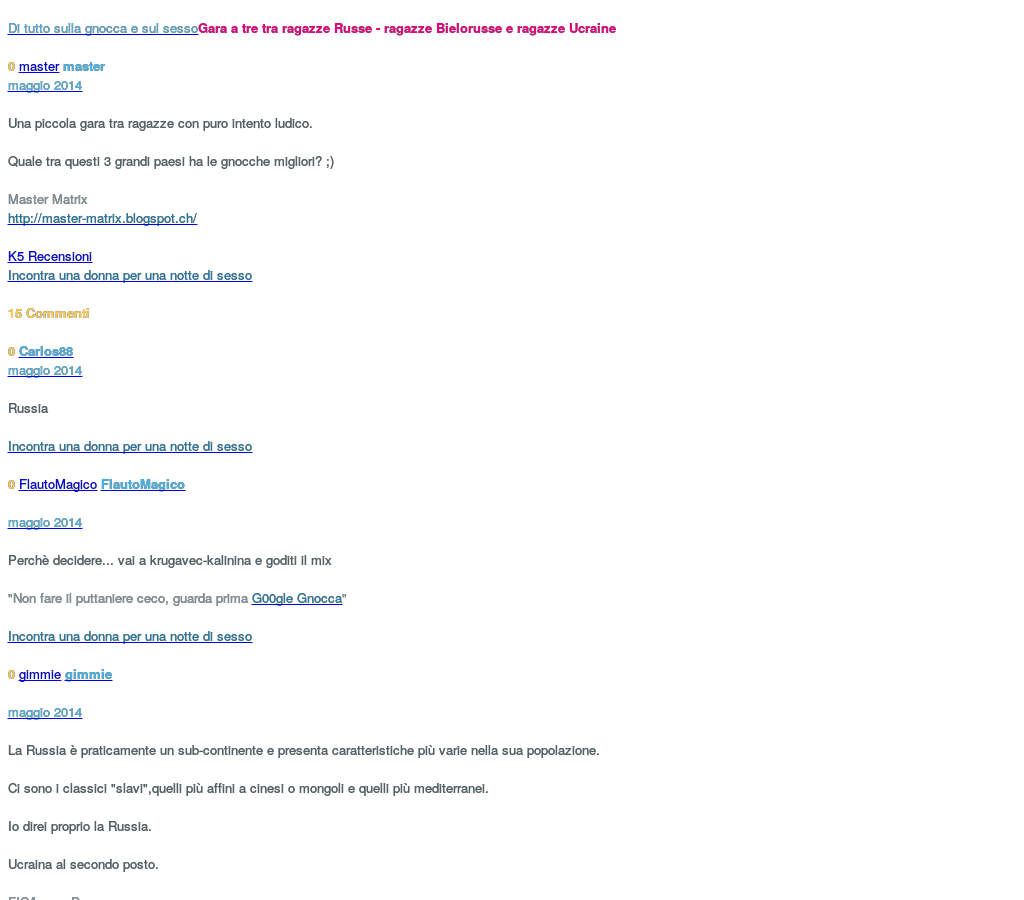 Di tutto sulla gnocca e sul sessoGara a tre tra ragazze Russe - ragazze Bielorusse e ragazze Ucraine
0 master master
maggio 2014
Una piccola gara tra ragazze con puro intento ludico.
Quale tra questi 3 grandi paesi ha le gnocche migliori? ;)
Master Matrix
http://master-matrix.blogspot.ch/
K5 Recensioni
Incontra una donna per una notte di sesso
15 Commenti
0 Carlos88
maggio 2014
Russia
Incontra una donna per una notte di sesso
0 FlautoMagico FlautoMagico
maggio 2014
Perchè decidere... vai a krugavec-kalinina e goditi il mix
"Non fare il puttaniere ceco, guarda prima G00gle Gnocca"
Incontra una donna per una notte di sesso
0 gimmie gimmie
maggio 2014
La Russia è praticamente un sub-continente e presenta caratteristiche più varie nella sua popolazione.
Ci sono i classici "slavi",quelli più affini a cinesi o mongoli e quelli più mediterranei.
Io direi proprio la Russia.
Ucraina al secondo posto.